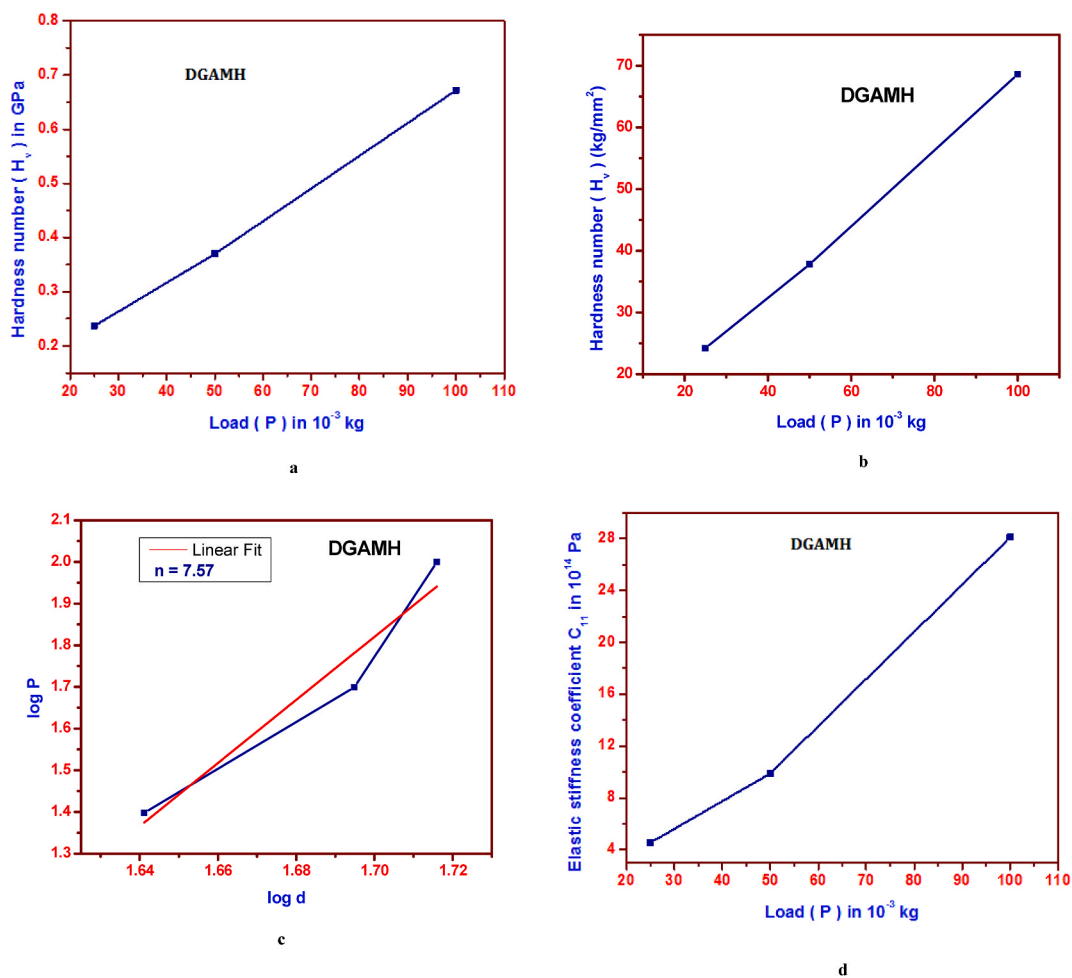 0.8
0.7
0.6
0.5
0.4
0.3
0.2
Hardness number ( Hv ) in GPa
DGAMH
20 30 40 50 60 70 80 90 100 110
Load ( P ) in 10-3 kg
a
70
60
50
40
30
20
Hardness number ( Hv ) (kg/mm2)
DGAMH
20 40 60 80 100
Load ( P ) in 10-3 kg
b
2.1
2.0
1.9
1.8
1.7
1.6
1.5
1.4
1.3
log P
Linear Fit
n = 7.57
DGAMH
1.64 1.66 1.68 1.70 1.72
log d
c
28
24
20
16
12
8
4
Elastic stiffness coefficient C11 in 1014 Pa
DGAMH
20 30 40 50 60 70 80 90 100 110
Load ( P ) in 10-3 kg
d